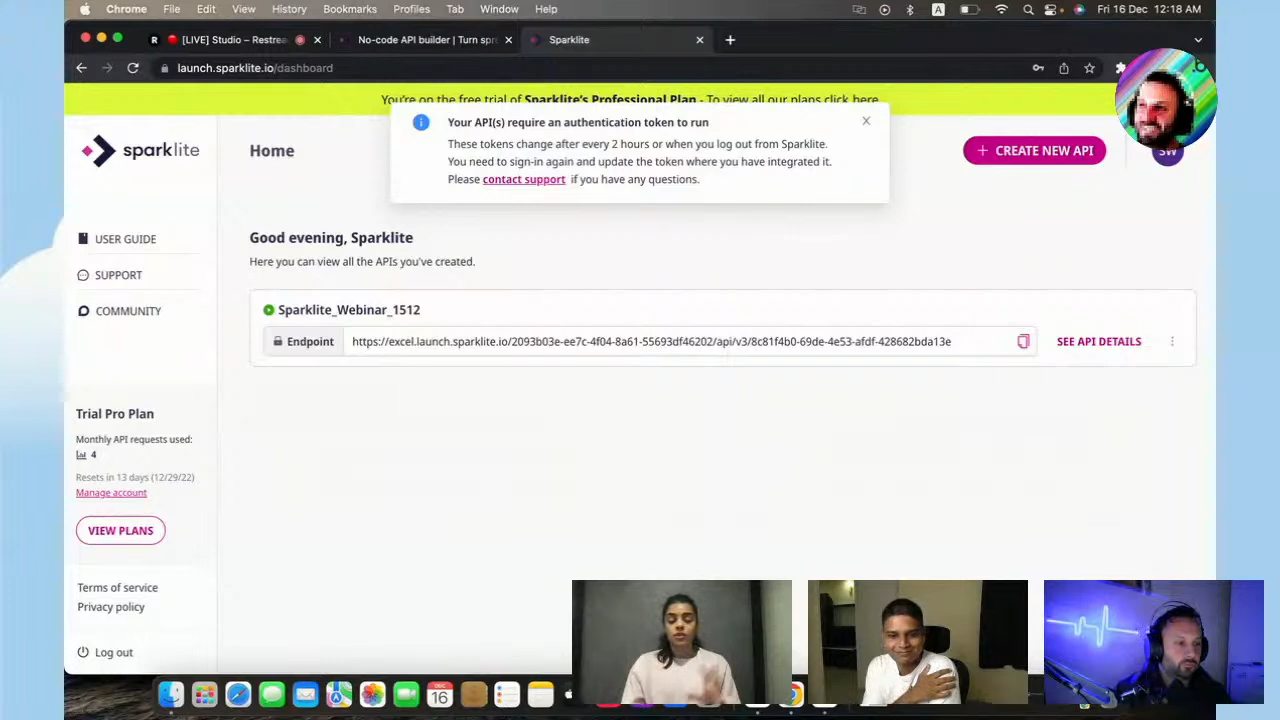 Chrome File Edit View History Bookmarks Profiles Tab Window Help
A Fri 16 Dec 12:18 AM
R [LIVE] Studio – Restrea
No-code API builder | Turn spr
Sparklite
launch.sparklite.io/dashboard
You're on the free trial of Sparklite's Professional Plan - To view all our plans click here
Your API(s) require an authentication token to run
These tokens change after every 2 hours or when you log out from Sparklite.
You need to sign-in again and update the token where you have integrated it.
Please contact support if you have any questions.
sparklite
Home
+ CREATE NEW API
SW
USER GUIDE
SUPPORT
COMMUNITY
Good evening, Sparklite
Here you can view all the APIs you've created.
Sparklite_Webinar_1512
Endpoint
https://excel.launch.sparklite.io/2093b03e-ee7c-4f04-8a61-55693df46202/api/v3/8c81f4b0-69de-4e53-afdf-428682bda13e
SEE API DETAILS
Trial Pro Plan
Monthly API requests used:
4
Resets in 13 days (12/29/22)
Manage account
VIEW PLANS
Terms of service
Privacy policy
Log out
DEC
16